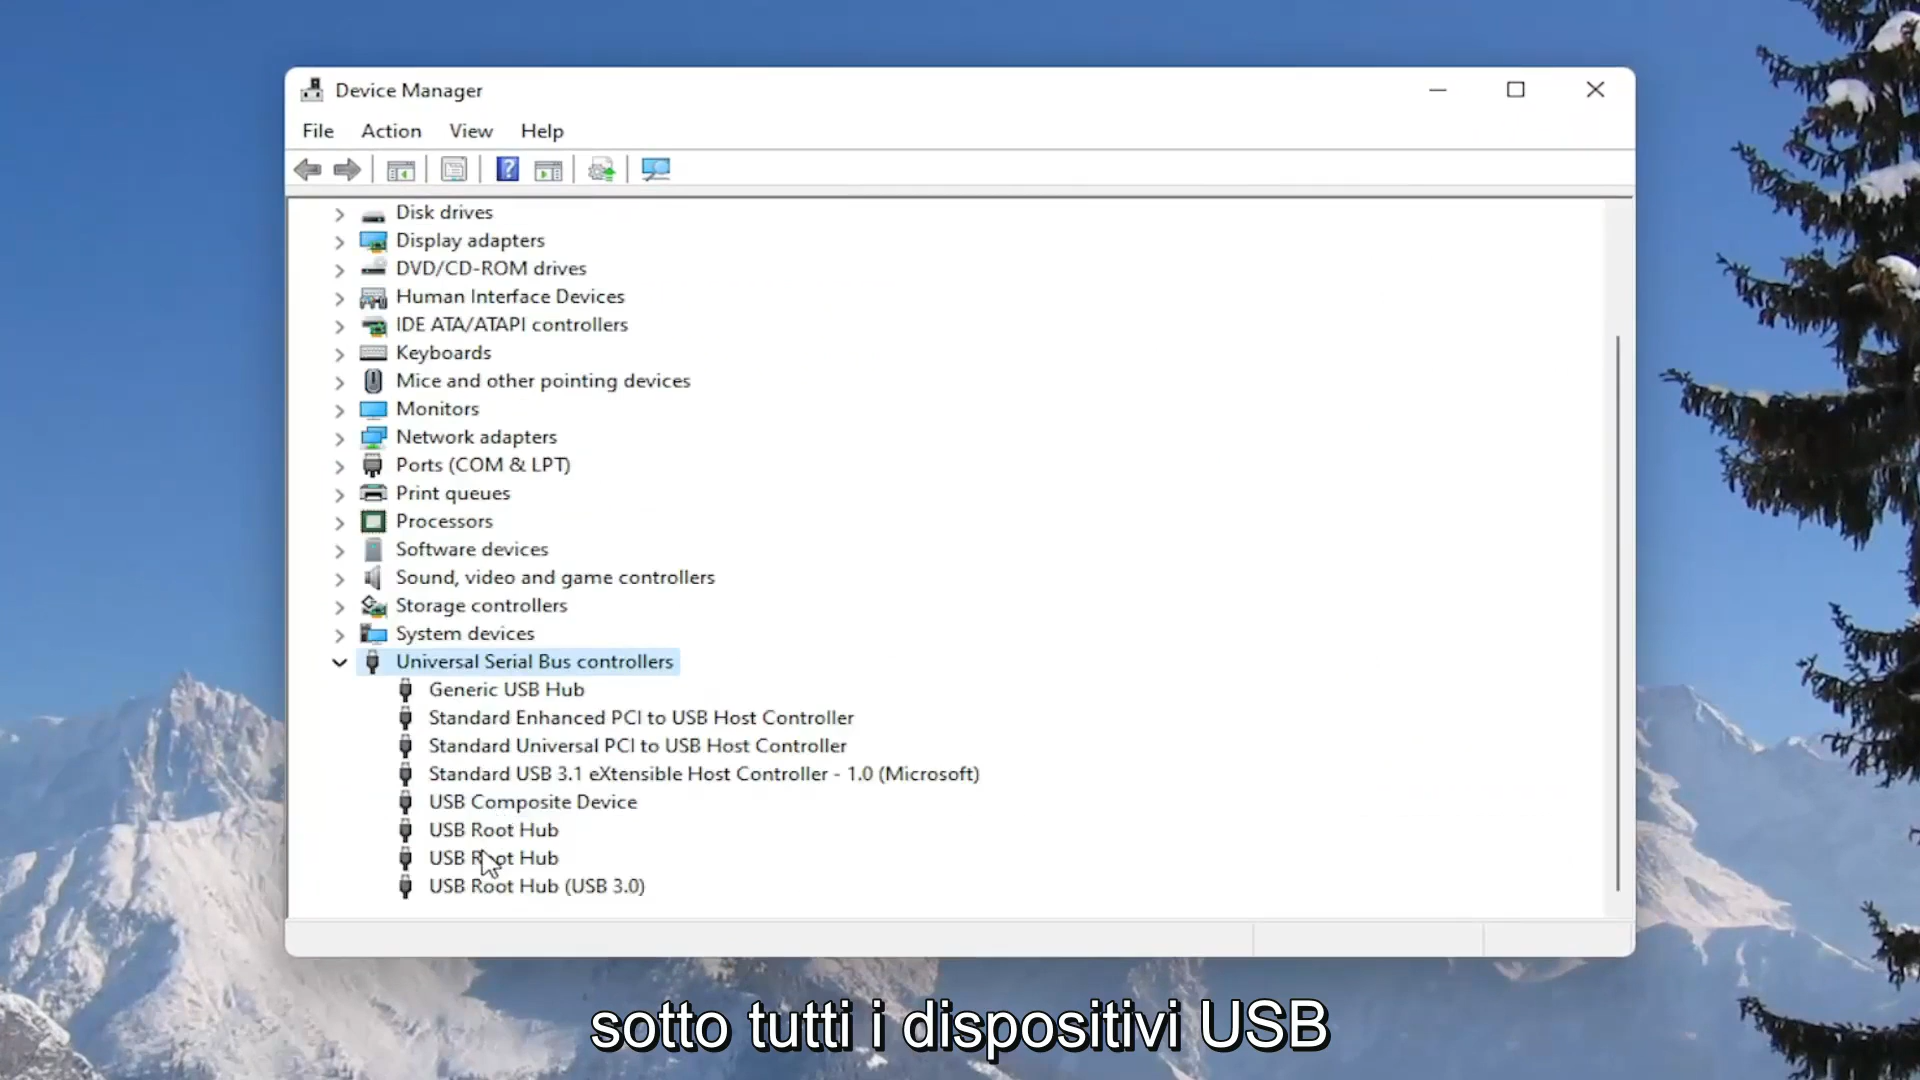 Device Manager
File Action View Help
Disk drives
Display adapters
DVD/CD-ROM drives
Human Interface Devices
IDE ATA/ATAPI controllers
Keyboards
Mice and other pointing devices
Monitors
Network adapters
Ports (COM & LPT)
Print queues
Processors
Software devices
Sound, video and game controllers
Storage controllers
System devices
Universal Serial Bus controllers
Generic USB Hub
Standard Enhanced PCI to USB Host Controller
Standard Universal PCI to USB Host Controller
Standard USB 3.1 eXtensible Host Controller - 1.0 (Microsoft)
USB Composite Device
USB Root Hub
USB Root Hub
USB Root Hub (USB 3.0)
sotto tutti i dispositivi USB